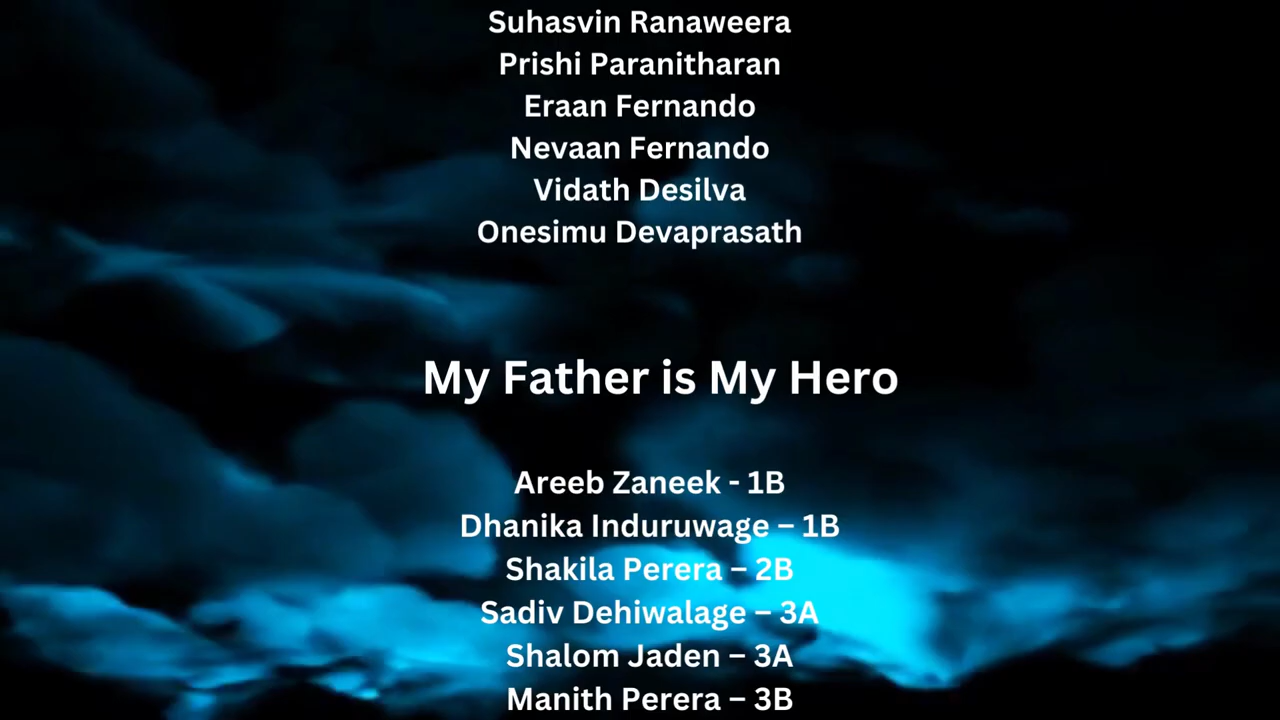 Suhasvin Ranaweera
Prishi Paranitharan
Eraan Fernando
Nevaan Fernando
Vidath Desilva
Onesimu Devaprasath
My Father is My Hero
Areeb Zaneek - 1B
Dhanika Induruwage – 1B
Shakila Perera – 2B
Sadiv Dehiwalage – 3A
Shalom Jaden – 3A
Manith Perera – 3B